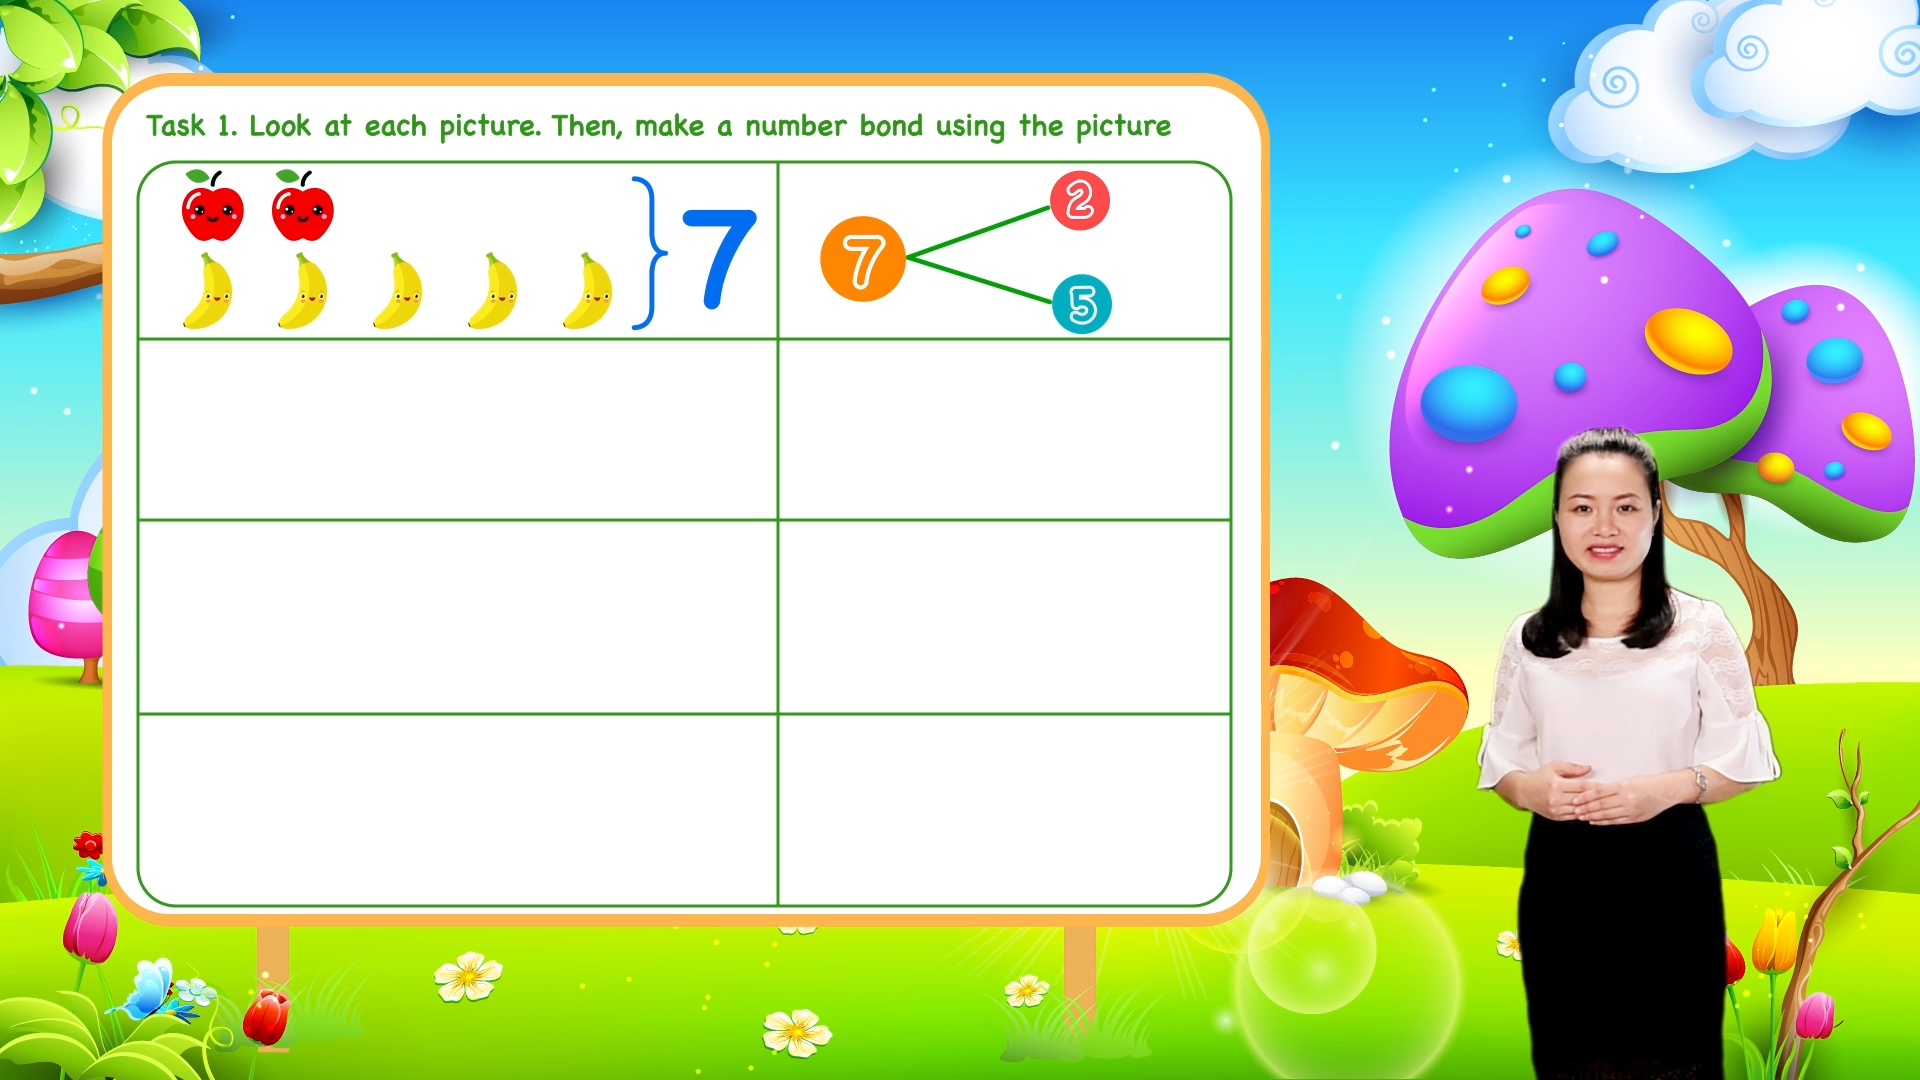 Task 1. Look at each picture. Then, make a number bond using the picture
7
7
2
5